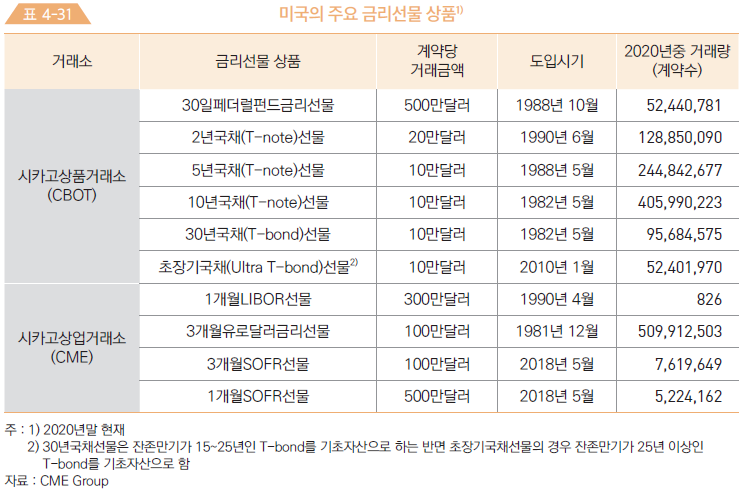 표 4-31 미국의 주요 금리선물 상품1)
거래소 금리선물 상품 계약당 거래금액 도입시기 2020년중 거래량 (계약수)
시카고상품거래소 (CBOT)
30일페더럴펀드금리선물 500만달러 1988년 10월 52,440,781
2년국채(T-note)선물 20만달러 1990년 6월 128,850,090
5년국채(T-note)선물 10만달러 1988년 5월 244,842,677
10년국채(T-note)선물 10만달러 1982년 5월 405,990,223
30년국채(T-bond)선물 10만달러 1982년 5월 95,684,575
초장기국채(Ultra T-bond)선물2) 10만달러 2010년 1월 52,401,970
시카고상업거래소 (CME)
1개월LIBOR선물 300만달러 1990년 4월 826
3개월유로달러금리선물 100만달러 1981년 12월 509,912,503
3개월SOFR선물 100만달러 2018년 5월 7,619,649
1개월SOFR선물 500만달러 2018년 5월 5,224,162
주 : 1) 2020년말 현재
2) 30년국채선물은 잔존만기가 15~25년인 T-bond를 기초자산으로 하는 반면 초장기국채선물의 경우 잔존만기가 25년 이상인
T-bond를 기초자산으로 함
자료 : CME Group